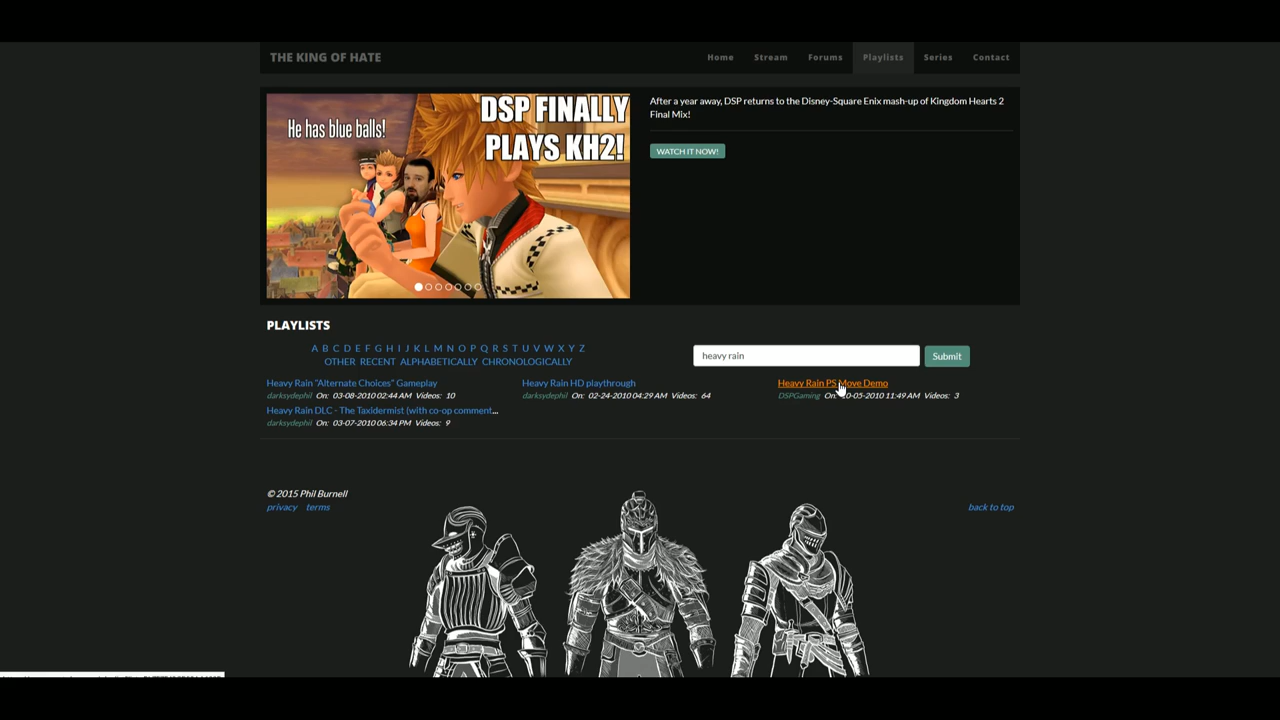 THE KING OF HATE
Home Stream Forums Playlists Series Contact
He has blue balls!
DSP FINALLY
PLAYS KH2!
After a year away, DSP returns to the Disney-Square Enix mash-up of Kingdom Hearts 2
Final Mix!
WATCH IT NOW!
PLAYLISTS
A B C D E F G H I J K L M N O P Q R S T U V W X Y Z
OTHER RECENT ALPHABETICALLY CHRONOLOGICALLY
heavy rain
Submit
Heavy Rain "Alternate Choices" Gameplay
darksydephil On: 03-08-2010 02:44 AM Videos: 10
Heavy Rain HD playthrough
darksydephil On: 02-24-2010 04:29 AM Videos: 64
Heavy Rain PS Move Demo
DSPGaming On: 0-05-2010 11:49 AM Videos: 3
Heavy Rain DLC - The Taxidermist (with co-op comment...
darksydephil On: 03-07-2010 06:34 PM Videos: 9
© 2015 Phil Burnell
privacy terms
back to top